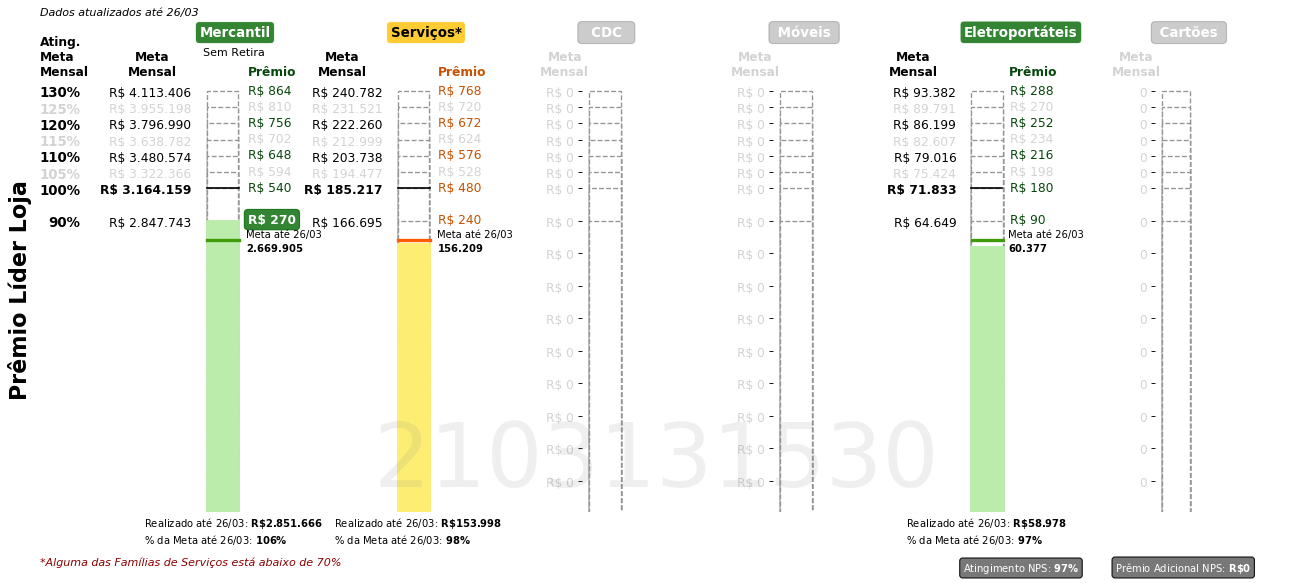 Dados atualizados até 26/03
Mercantil Serviços* CDC Móveis Eletroportáteis Cartões
Sem Retira
Ating. Meta Mensal
Meta Mensal Prêmio Meta Mensal Prêmio Meta Mensal Meta Mensal Meta Mensal Prêmio Meta Mensal
130% R$ 4.113.406 R$ 864 R$ 240.782 R$ 768 R$ 0 R$ 0 R$ 93.382 R$ 288 0
125% R$ 3.955.198 R$ 810 R$ 231.521 R$ 720 R$ 0 R$ 0 R$ 89.791 R$ 270 0
120% R$ 3.796.990 R$ 756 R$ 222.260 R$ 672 R$ 0 R$ 0 R$ 86.199 R$ 252 0
115% R$ 3.638.782 R$ 702 R$ 212.999 R$ 624 R$ 0 R$ 0 R$ 82.607 R$ 234 0
110% R$ 3.480.574 R$ 648 R$ 203.738 R$ 576 R$ 0 R$ 0 R$ 79.016 R$ 216 0
105% R$ 3.322.366 R$ 594 R$ 194.477 R$ 528 R$ 0 R$ 0 R$ 75.424 R$ 198 0
100% R$ 3.164.159 R$ 540 R$ 185.217 R$ 480 R$ 0 R$ 0 R$ 71.833 R$ 180 0
90% R$ 2.847.743 R$ 270 R$ 166.695 R$ 240 R$ 0 R$ 0 R$ 64.649 R$ 90 0
Meta até 26/03 Meta até 26/03 Meta até 26/03
2.669.905 156.209 60.377
R$ 0 R$ 0 0
R$ 0 R$ 0 0
R$ 0 R$ 0 0
R$ 0 R$ 0 0
R$ 0 R$ 0 0
R$ 0 R$ 0 0
R$ 0 R$ 0 0
R$ 0 R$ 0 0
Prêmio Líder Loja
2103131530
Realizado até 26/03: R$2.851.666 Realizado até 26/03: R$153.998 Realizado até 26/03: R$58.978
% da Meta até 26/03: 106% % da Meta até 26/03: 98% % da Meta até 26/03: 97%
*Alguma das Famílias de Serviços está abaixo de 70%
Atingimento NPS: 97% Prêmio Adicional NPS: R$0